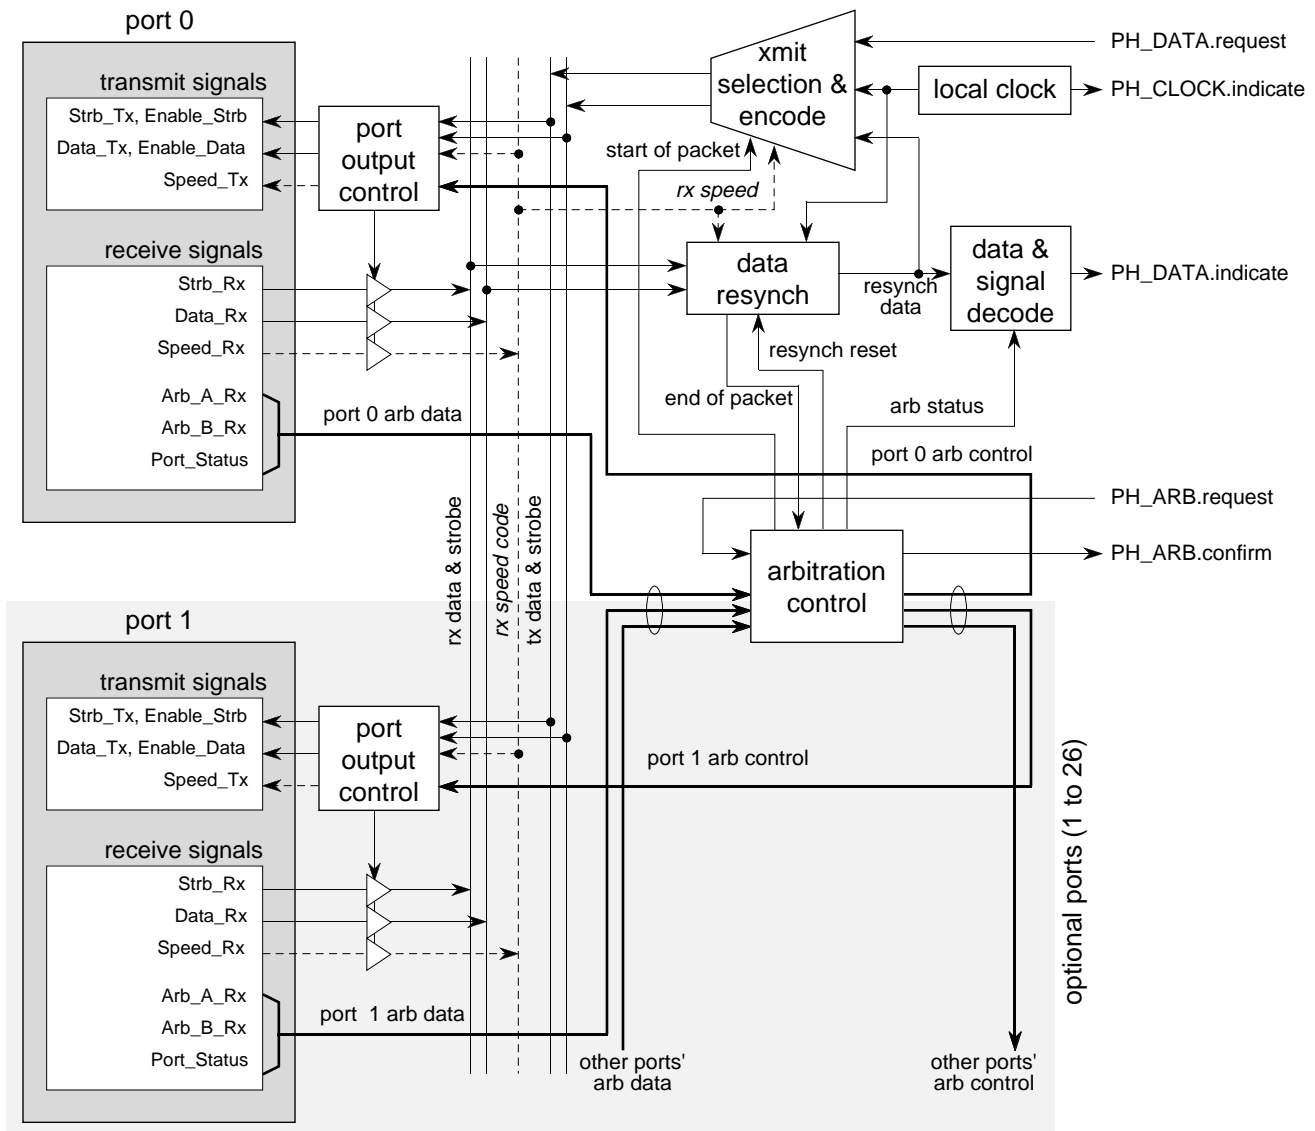 port 0
transmit signals
Strb_Tx, Enable_Strb
Data_Tx, Enable_Data
Speed_Tx
port
output
control
receive signals
Strb_Rx
Data_Rx
Speed_Rx
Arb_A_Rx
Arb_B_Rx
Port_Status
port 0 arb data
rx data & strobe
rx speed code
tx data & strobe
xmit
selection &
encode
start of packet
rx speed
local clock
PH_DATA.request
PH_CLOCK.indicate
data
resynch
resynch
data
data &
signal
decode
PH_DATA.indicate
resynch reset
end of packet
arb status
port 0 arb control
PH_ARB.request
PH_ARB.confirm
arbitration
control
port 1
transmit signals
Strb_Tx, Enable_Strb
Data_Tx, Enable_Data
Speed_Tx
port
output
control
port 1 arb control
receive signals
Strb_Rx
Data_Rx
Speed_Rx
Arb_A_Rx
Arb_B_Rx
Port_Status
port 1 arb data
other ports'
arb data
other ports'
arb control
optional ports (1 to 26)